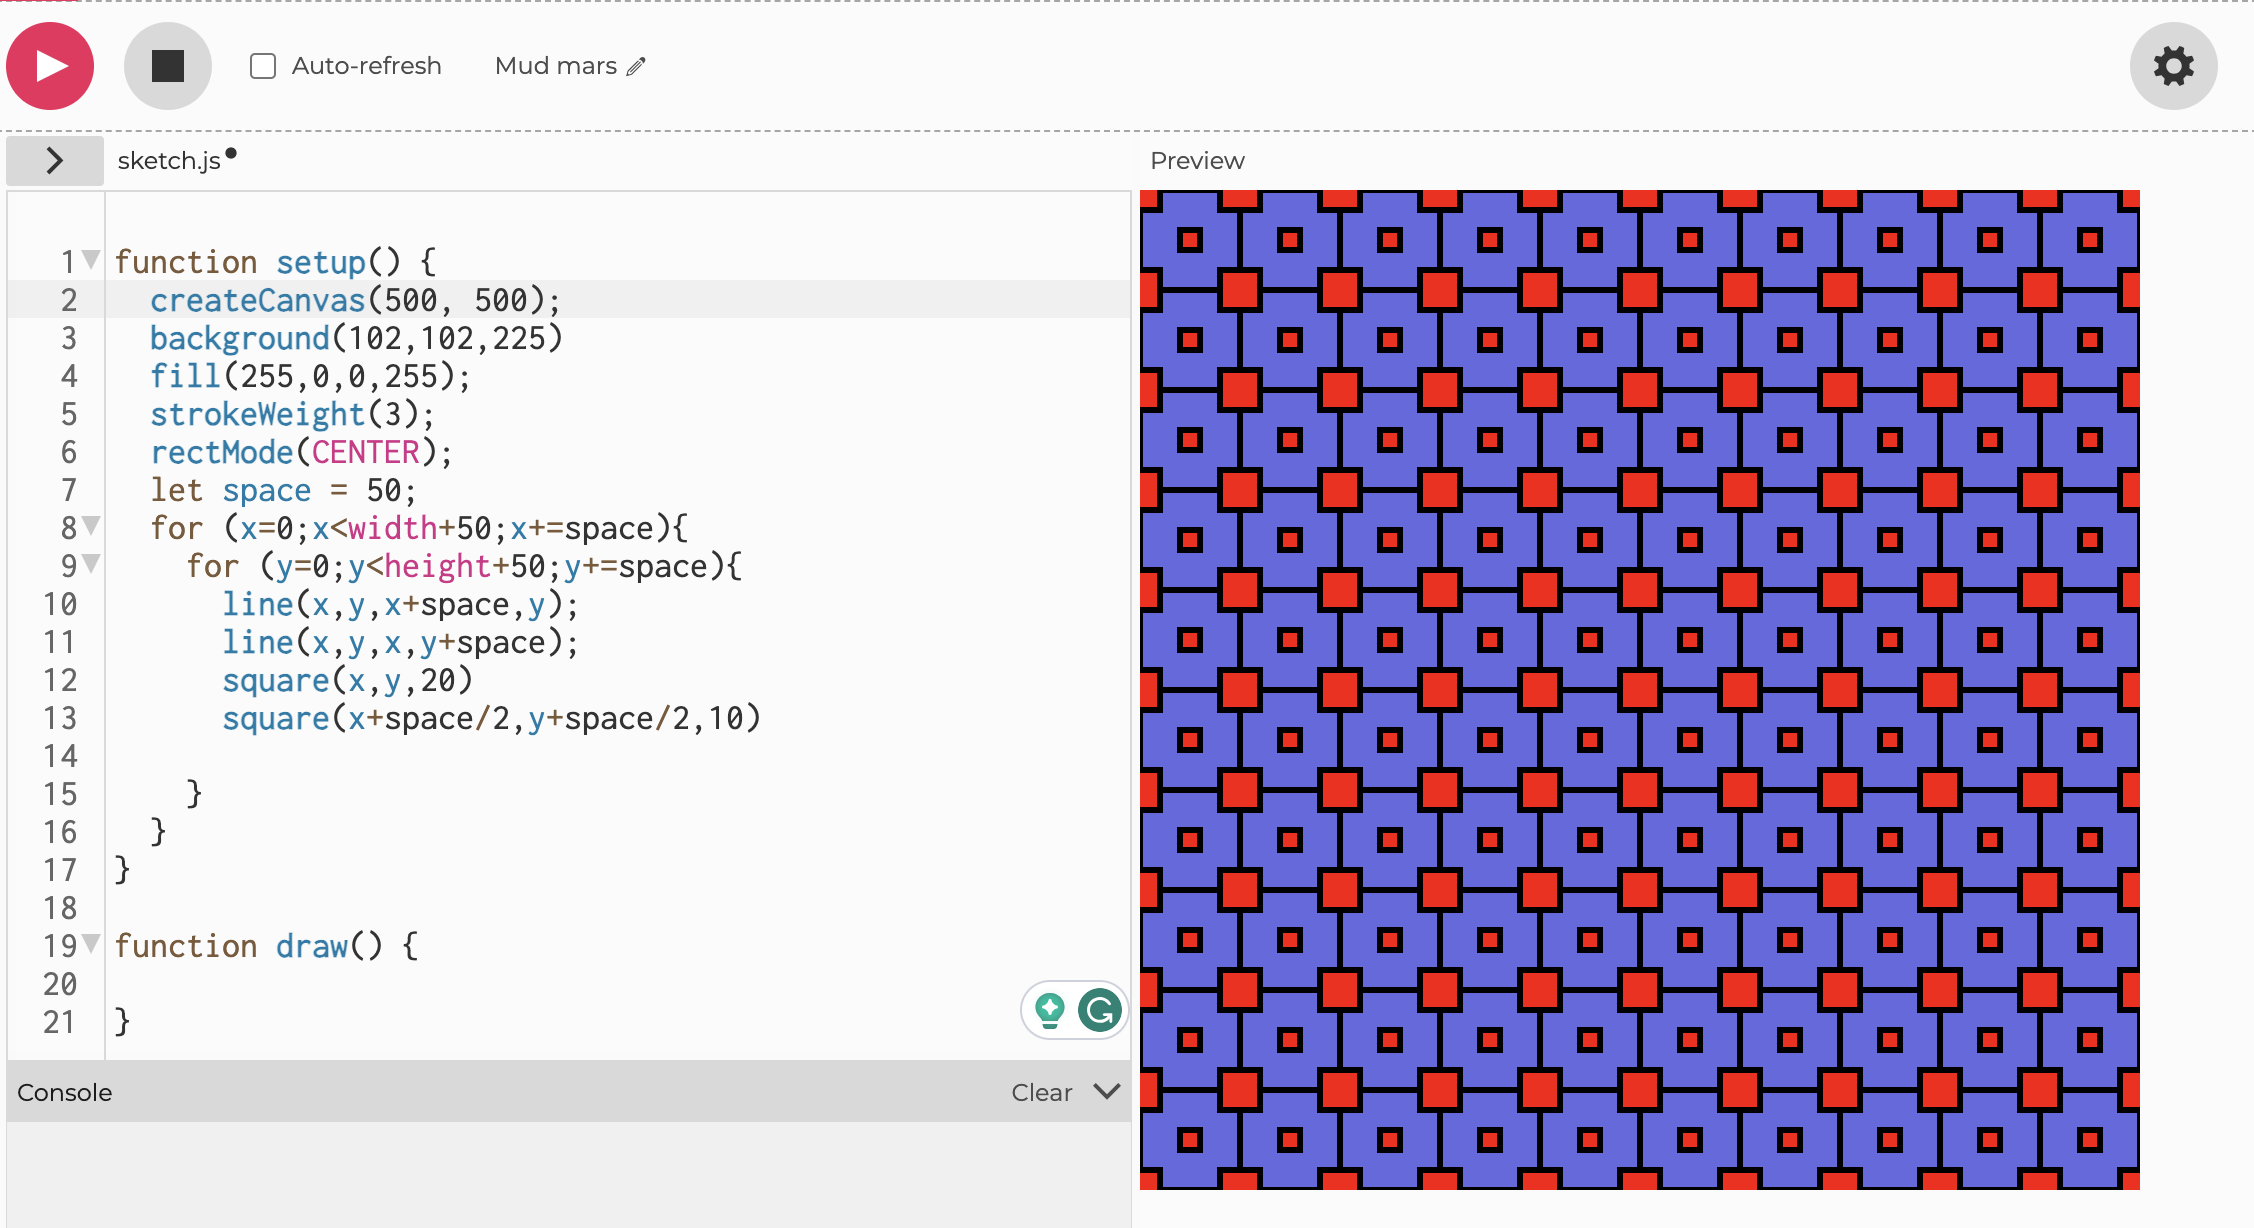 Auto-refresh Mud mars
sketch.js
Preview
1 function setup() {
2 createCanvas(500, 500);
3 background(102,102,225)
4 fill(255,0,0,255);
5 strokeWeight(3);
6 rectMode(CENTER);
7 let space = 50;
8 for (x=0;x<width+50;x+=space){
9 for (y=0;y<height+50;y+=space){
10 line(x,y,x+space,y);
11 line(x,y,x,y+space);
12 square(x,y,20)
13 square(x+space/2,y+space/2,10)
14
15 }
16 }
17 }
18
19 function draw() {
20
21 }
Console Clear